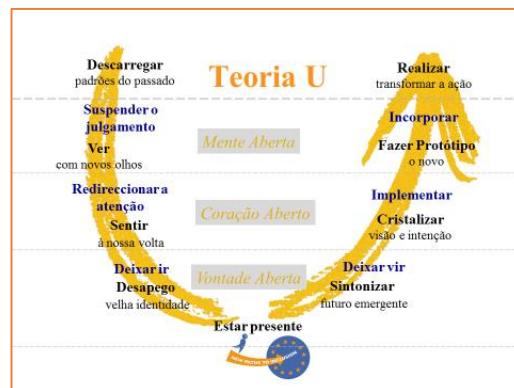 Teoria U
Descarregar
padrões do passado
Suspender o
julgamento
Ver
com novos olhos
Redireccionar a
atenção
Sentir
à nossa volta
Deixar ir
Desapego
velha identidade
Mente Aberta
Coração Aberto
Vontade Aberta
Estar presente
Realizar
transformar a ação
Incorporar
Fazer Protótipo
o novo
Implementar
Cristalizar
visão e intenção
Deixar vir
Sintonizar
futuro emergente